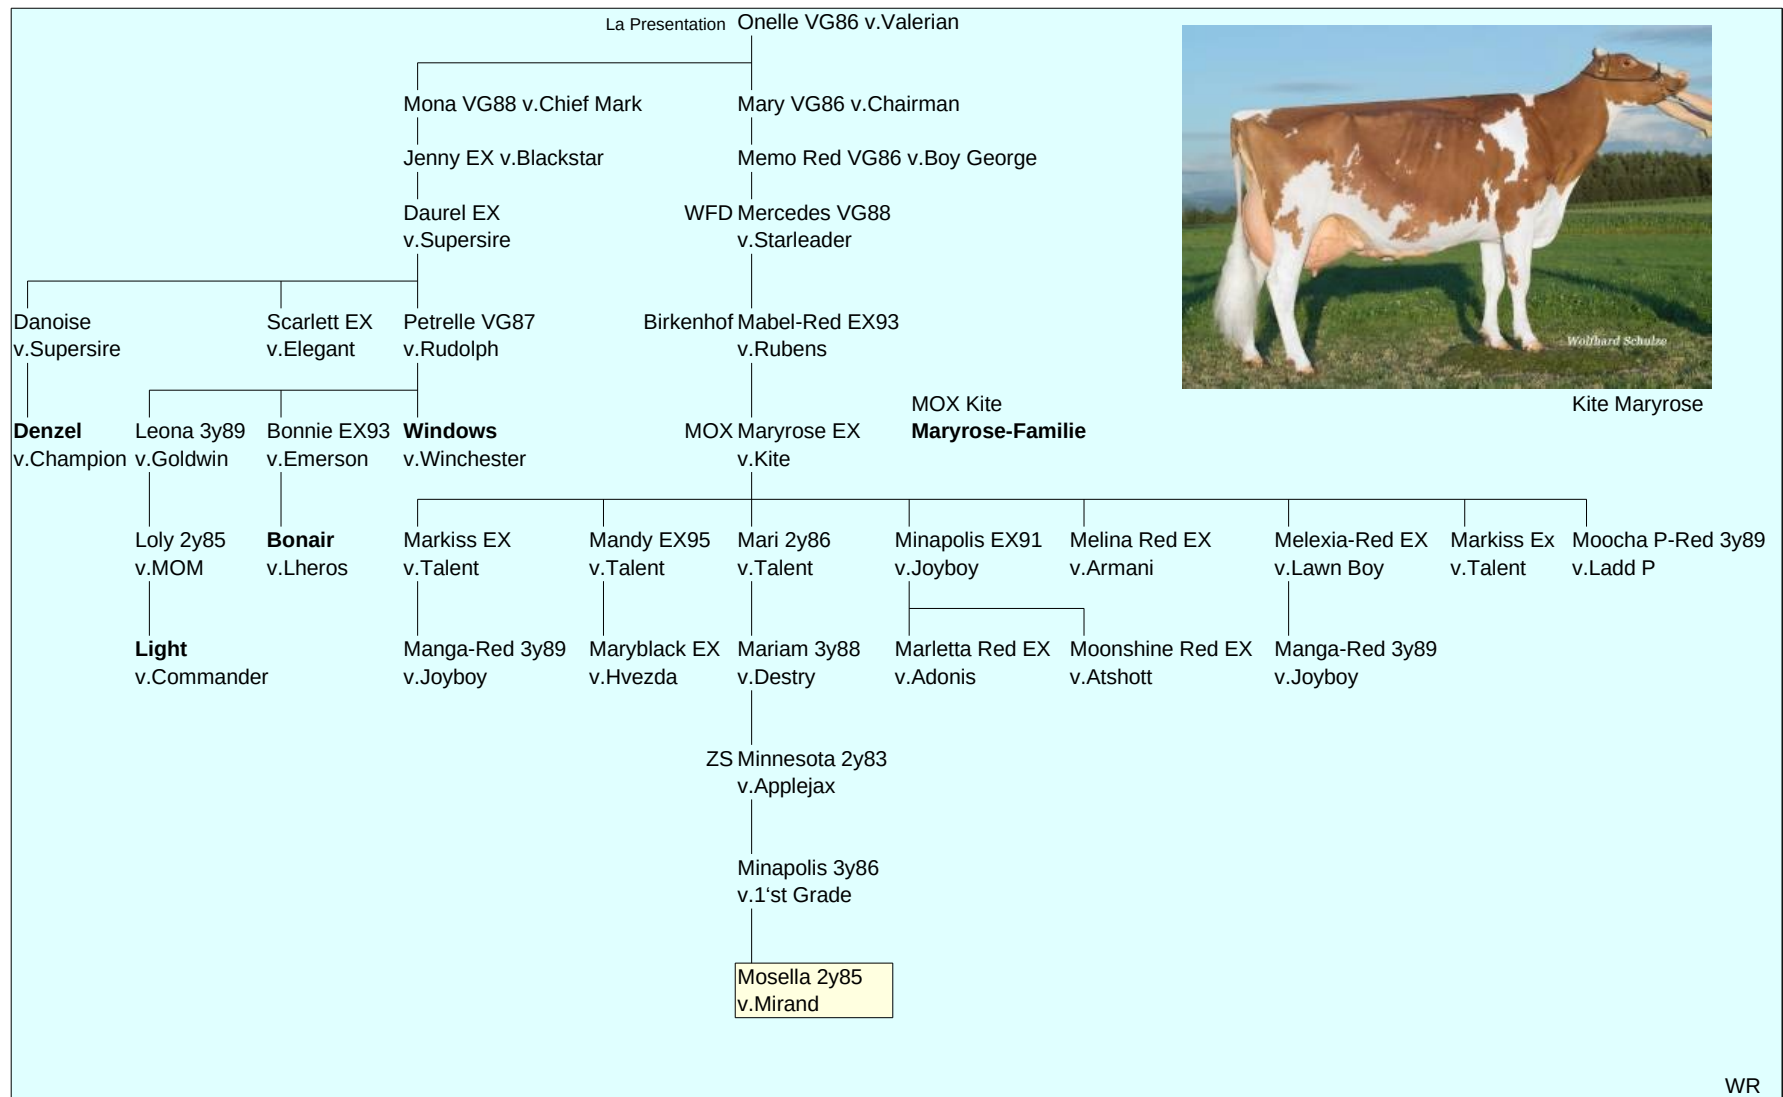 La Presentation Onelle VG86 v.Valerian
Mona VG88 v.Chief Mark
Mary VG86 v.Chairman
Jenny EX v.Blackstar
Memo Red VG86 v.Boy George
Daurel EX
v.Supersire
WFD Mercedes VG88
v.Starleader
Danoise
v.Supersire
Scarlett EX
v.Elegant
Petrelle VG87
v.Rudolph
Birkenhof Mabel-Red EX93
v.Rubens
Wolfhard Schulze
Kite Maryrose
MOX Kite
Maryrose-Familie
Denzel
v.Champion
Leona 3y89
v.Goldwin
Bonnie EX93
v.Emerson
Windows
v.Winchester
MOX Maryrose EX
v.Kite
Loly 2y85
v.MOM
Bonair
v.Lheros
Markiss EX
v.Talent
Mandy EX95
v.Talent
Mari 2y86
v.Talent
Minapolis EX91
v.Joyboy
Melina Red EX
v.Armani
Melexia-Red EX
v.Lawn Boy
Markiss Ex
v.Talent
Moocha P-Red 3y89
v.Ladd P
Light
v.Commander
Manga-Red 3y89
v.Joyboy
Maryblack EX
v.Hvezda
Mariam 3y88
v.Destry
Marletta Red EX
v.Adonis
Moonshine Red EX
v.Atshott
Manga-Red 3y89
v.Joyboy
ZS Minnesota 2y83
v.Applejax
Minapolis 3y86
v.1‘st Grade
Mosella 2y85
v.Mirand
WR